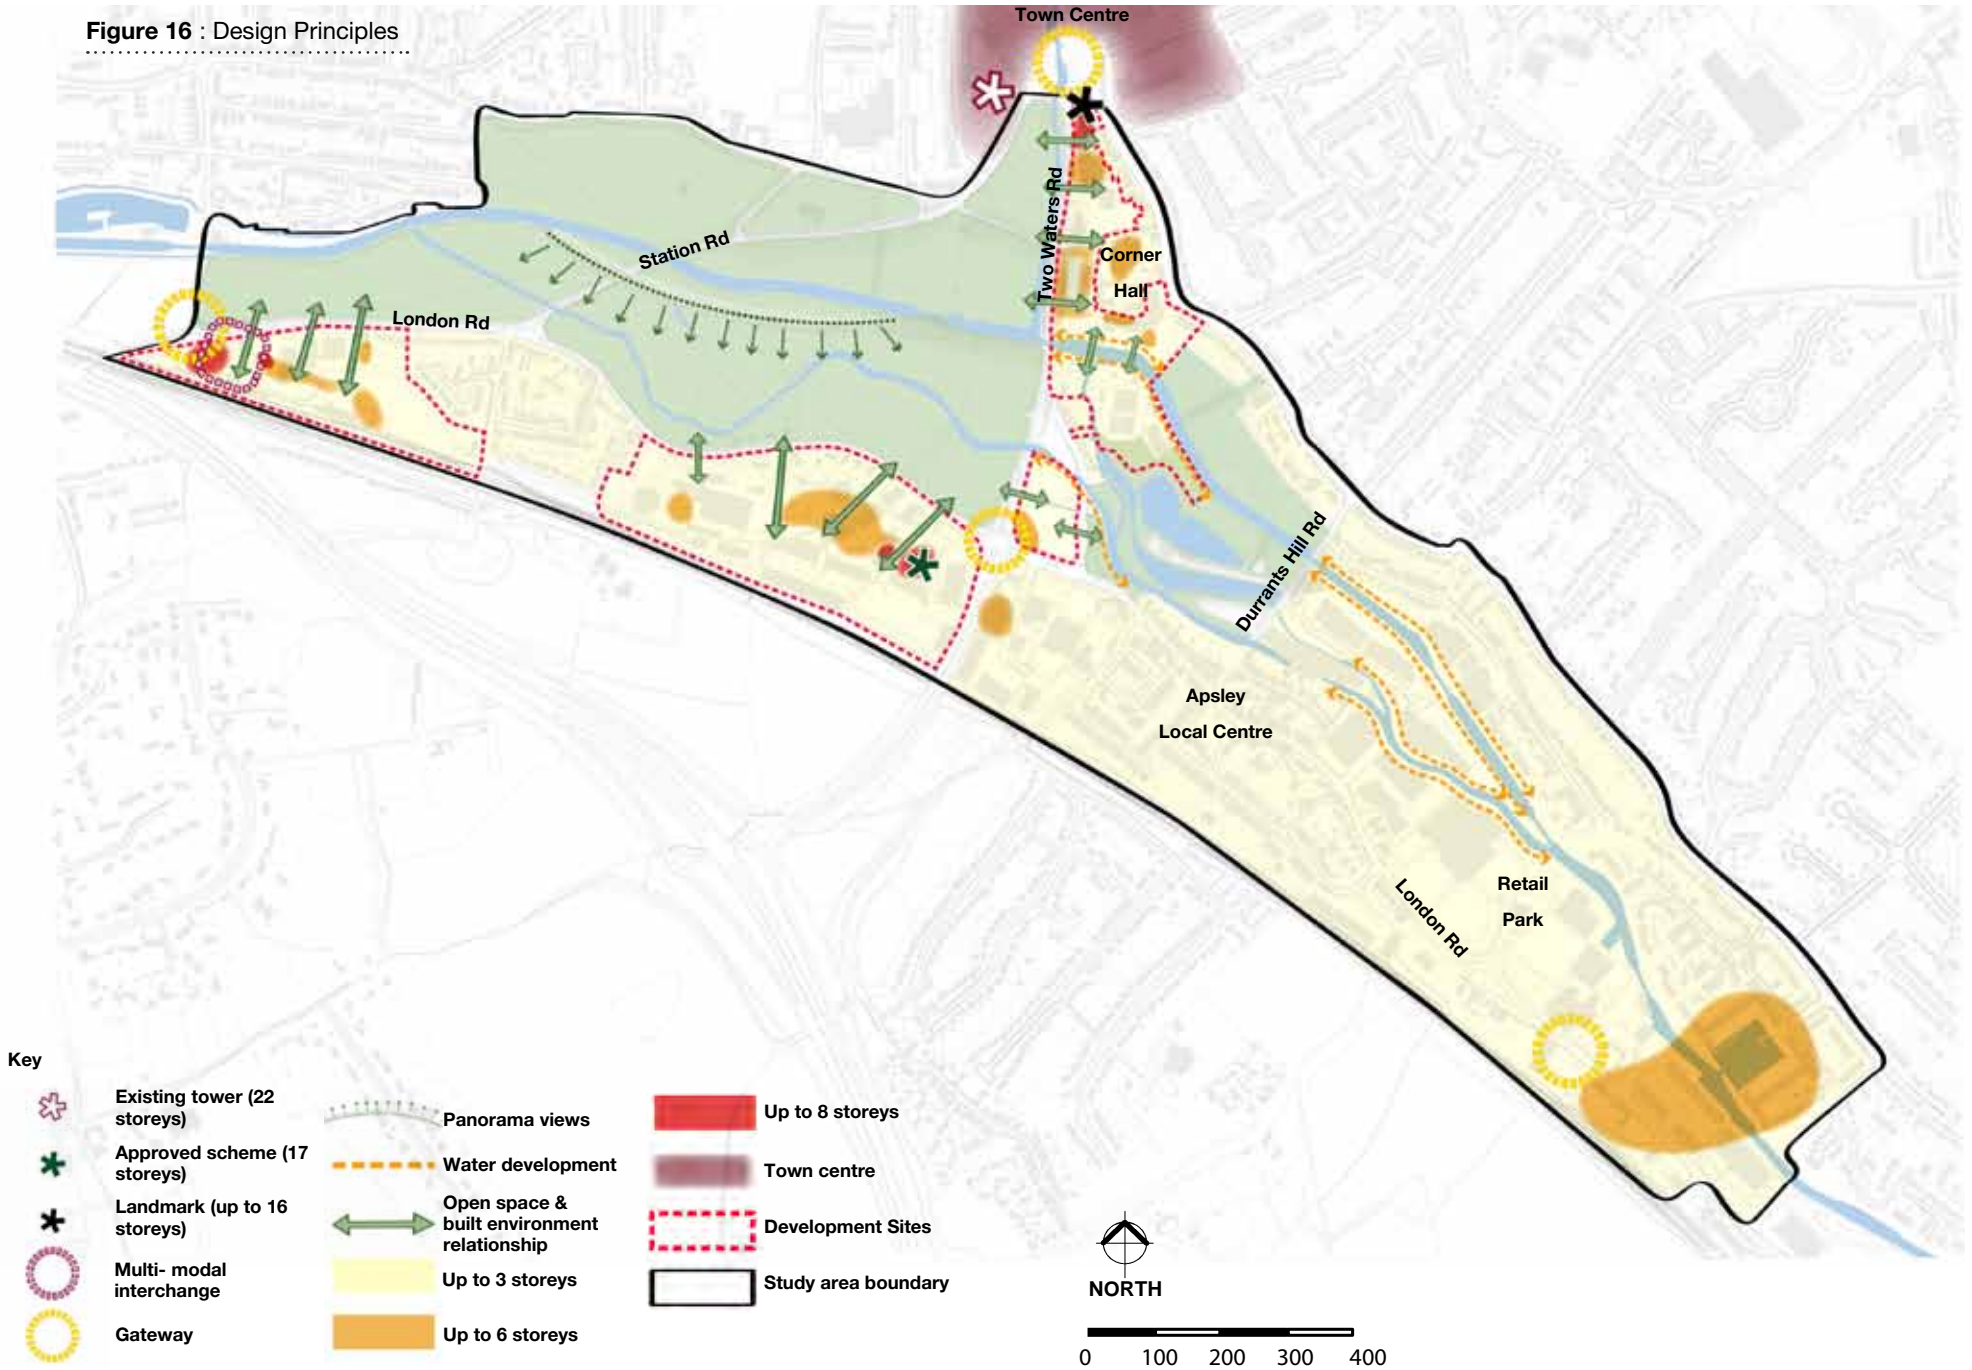 Figure 16 : Design Principles
Town Centre
Station Rd
Two Waters Rd
Corner
Hall
London Rd
Durrants Hill Rd
Apsley
Local Centre
Retail
Park
London Rd
Key
Existing tower (22
storeys)
Approved scheme (17
storeys)
Landmark (up to 16
storeys)
Multi- modal
interchange
Gateway
Panorama views
Water development
Open space &
built environment
relationship
Up to 3 storeys
Up to 6 storeys
Up to 8 storeys
Town centre
Development Sites
Study area boundary
NORTH
0 100 200 300 400